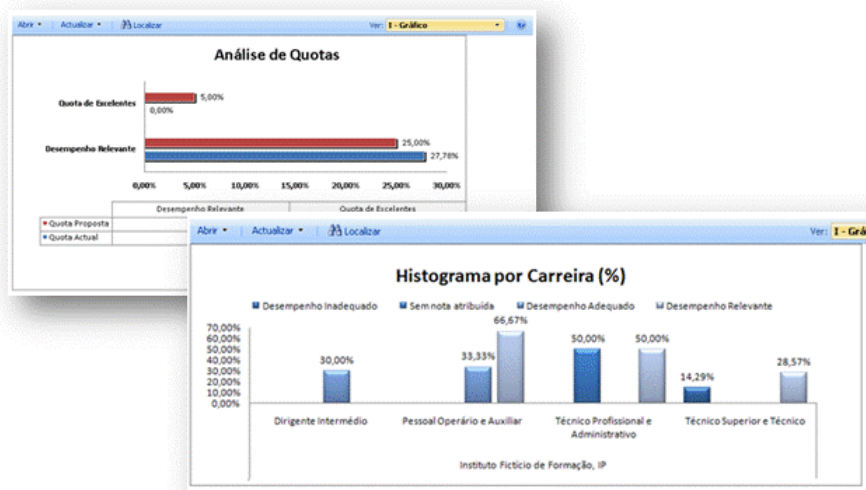 Abrir Actualizar Localizar Ver: I - Gráfico
Análise de Quotas
Quota de Excelentes 5,00%
0,00%
Desempenho Relevante 25,00%
27,78%
0,00% 5,00% 10,00% 15,00% 20,00% 25,00% 30,00%
Desempenho Relevante Quota de Excelentes
Quota Proposta
Quota Actual
Abrir Actualizar Localizar Ver: I - Grá
Histograma por Carreira (%)
Desempenho Inadequado Sem nota atribuída Desempenho Adequado Desempenho Relevante
70,00%
60,00%
50,00%
40,00%
30,00%
20,00%
10,00%
0,00%
30,00% 33,33% 66,67% 50,00% 50,00% 14,29% 28,57%
Dirigente Intermédio Pessoal Operário e Auxiliar Técnico Profissional e Técnico Superior e Técnico
Administrativo
Instituto Fictício de Formação, IP